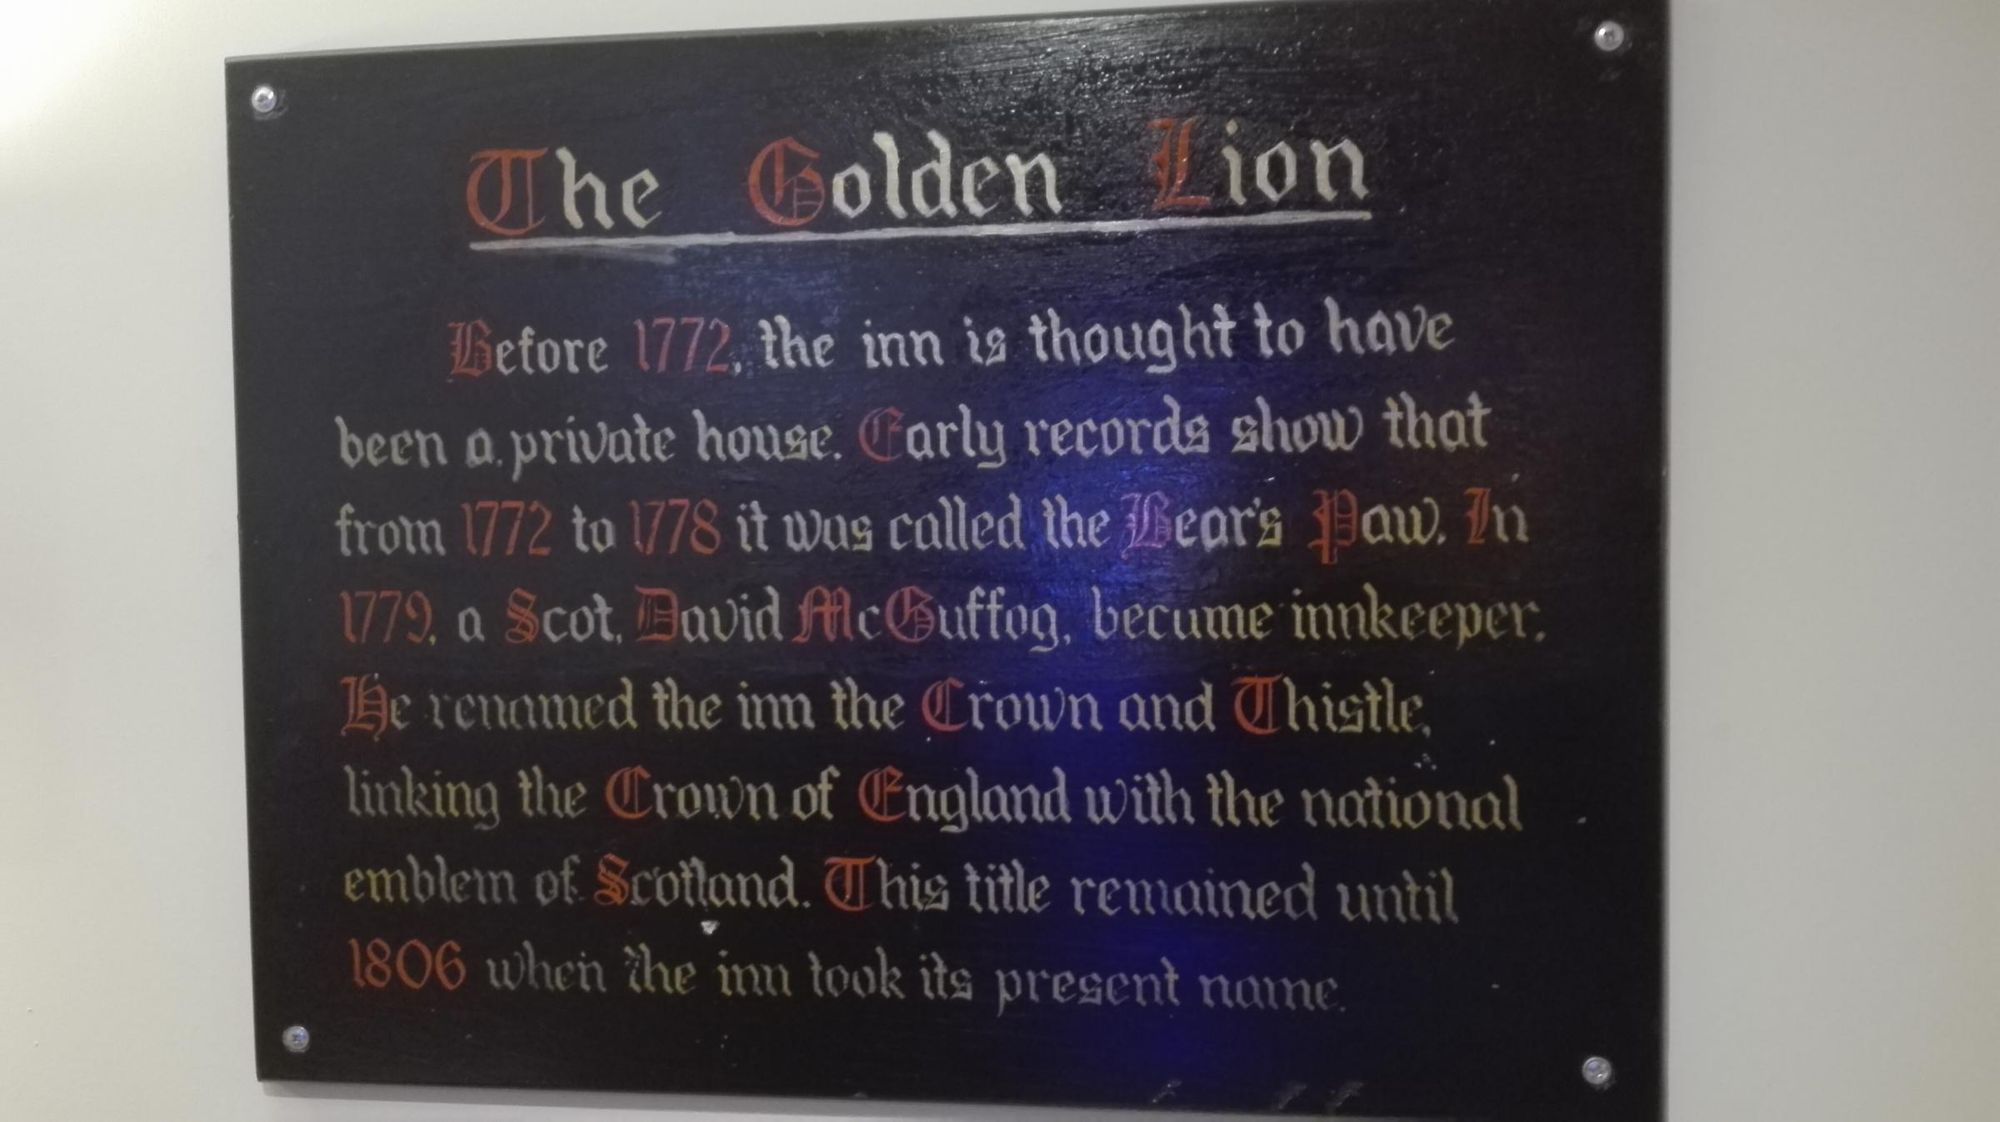 The Golden Lion
Before 1772, the inn is thought to have
been a private house. Early records show that
from 1772 to 1778 it was called the Bear's Paw. In
1779, a Scot, David McGuffog, became innkeeper.
He renamed the inn the Crown and Thistle,
linking the Crown of England with the national
emblem of Scotland. This title remained until
1806 when the inn took its present name.